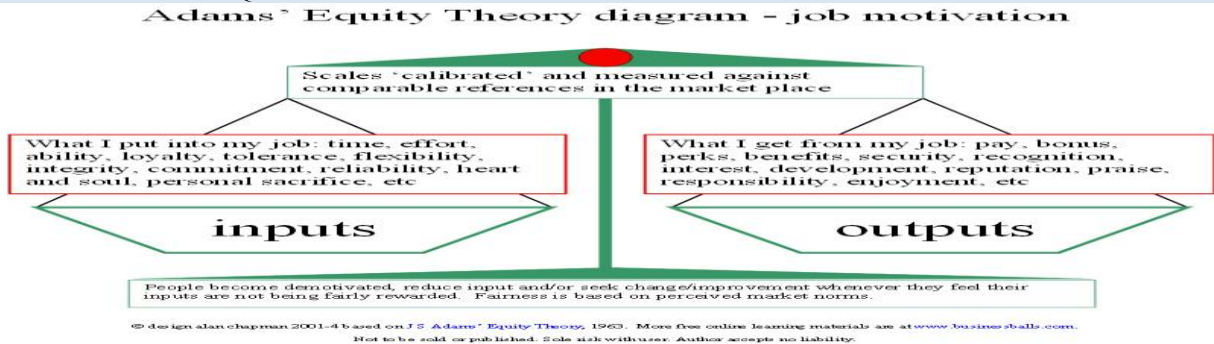 Adams' Equity Theory diagram - job motivation
Scales 'calibrated' and measured against
comparable references in the market place
What I put into my job: time, effort,
ability, loyalty, tolerance, flexibility,
integrity, commitment, reliability, heart
and soul, personal sacrifice, etc
What I get from my job: pay, bonus,
perks, benefits, security, recognition,
interest, development, reputation, praise,
responsibility, enjoyment, etc
inputs
outputs
People become demotivated, reduce input and/or seek change/improvement whenever they feel their
inputs are not being fairly rewarded. Fairness is based on perceived market norms.
© design alan chapman 2001-4 based on J S Adams' Equity Theory, 1963. More free online learning materials are at www.businessballs.com.
Not to be sold or published. Sole risk with user. Author accepts no liability.